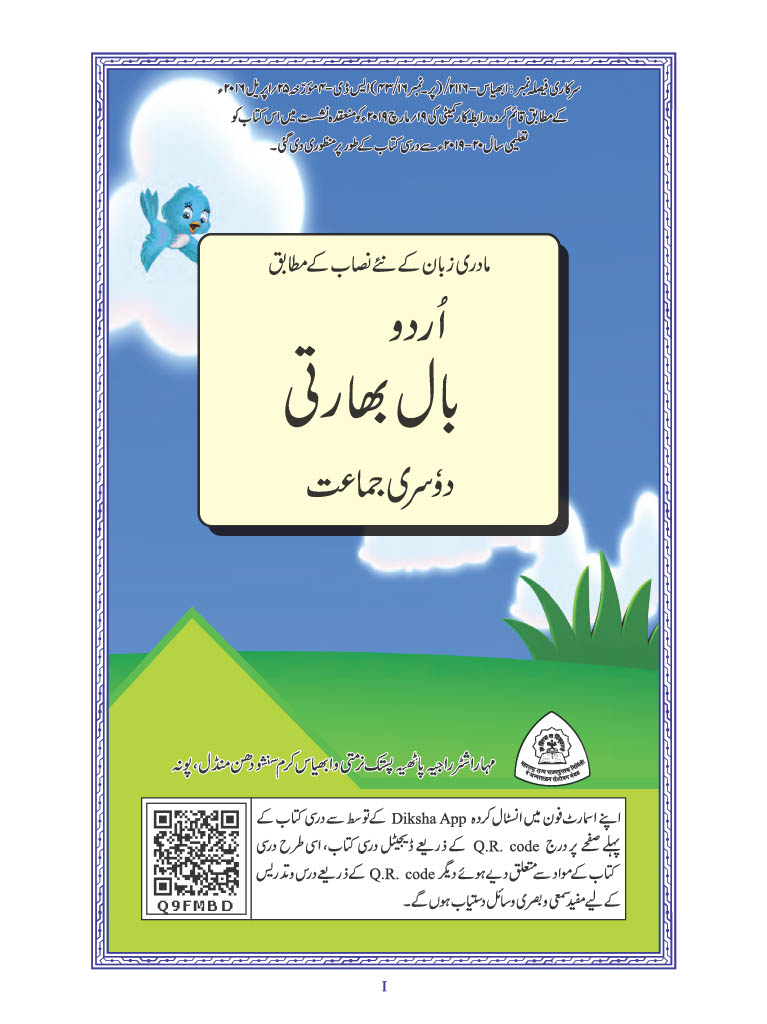 سرکاری فیصلہ نمبر : ابھیاس-۲۱۱۶/(پر۔نمبر ۴۳/۱۶) ایس ڈی-۴ مؤرخہ ۲۵/اپریل ۲۰۱۶ء
کے مطابق قائم کردہ رابطہ کار کمیٹی کی ۱۹/مارچ ۲۰۱۹ء کو منعقدہ نشست میں اس کتاب کو
تعلیمی سال ۲۰-۲۰۱۹ء سے درسی کتاب کے طور پر منظوری دی گئی۔
مادری زبان کے نئے نصاب کے مطابق
اُردو
بال بھارتی
دوٗسری جماعت
مہاراشٹر راجیہ پاٹھیہ پستک نرمتی و ابھیاس کرم سنشودھن منڈل، پونہ
اپنے اسمارٹ فون میں انسٹال کردہ Diksha App کے توسط سے درسی کتاب کے
پہلے صفحے پر درج Q.R. code کے ذریعے ڈیجیٹل درسی کتاب، اسی طرح درسی
کتاب کے مواد سے متعلق دیے ہوئے دیگر Q.R. code کے ذریعے درس و تدریس
کے لیے مفید سمعی و بصری وسائل دستیاب ہوں گے۔
Q9FMBD
I